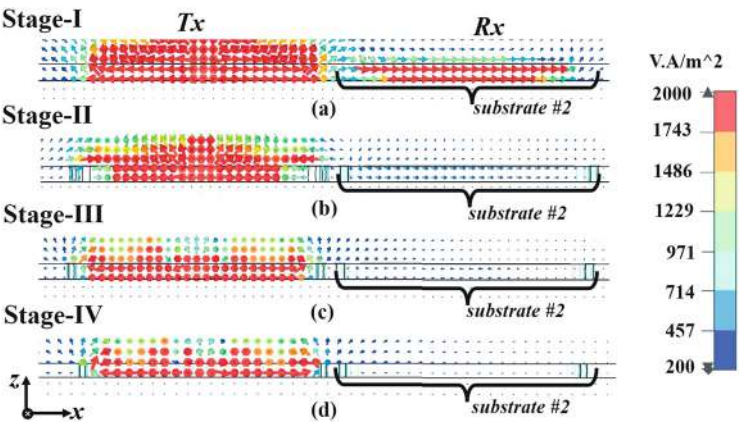 Stage-I
Tx
Rx
V.A/m^2
substrate #2
(a)
Stage-II
substrate #2
(b)
Stage-III
substrate #2
(c)
Stage-IV
substrate #2
(d)
z
x
2000
1743
1486
1229
971
714
457
200